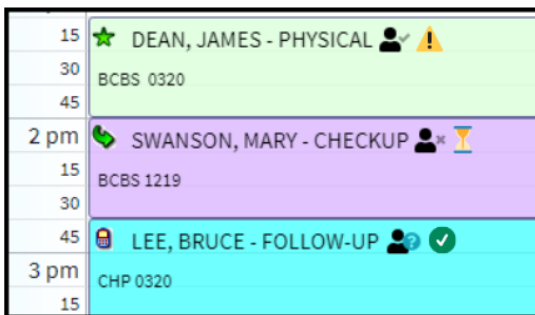 15
DEAN, JAMES - PHYSICAL
30
BCBS 0320
45
2 pm
SWANSON, MARY - CHECKUP
15
BCBS 1219
30
45
LEE, BRUCE - FOLLOW-UP
3 pm
CHP 0320
15